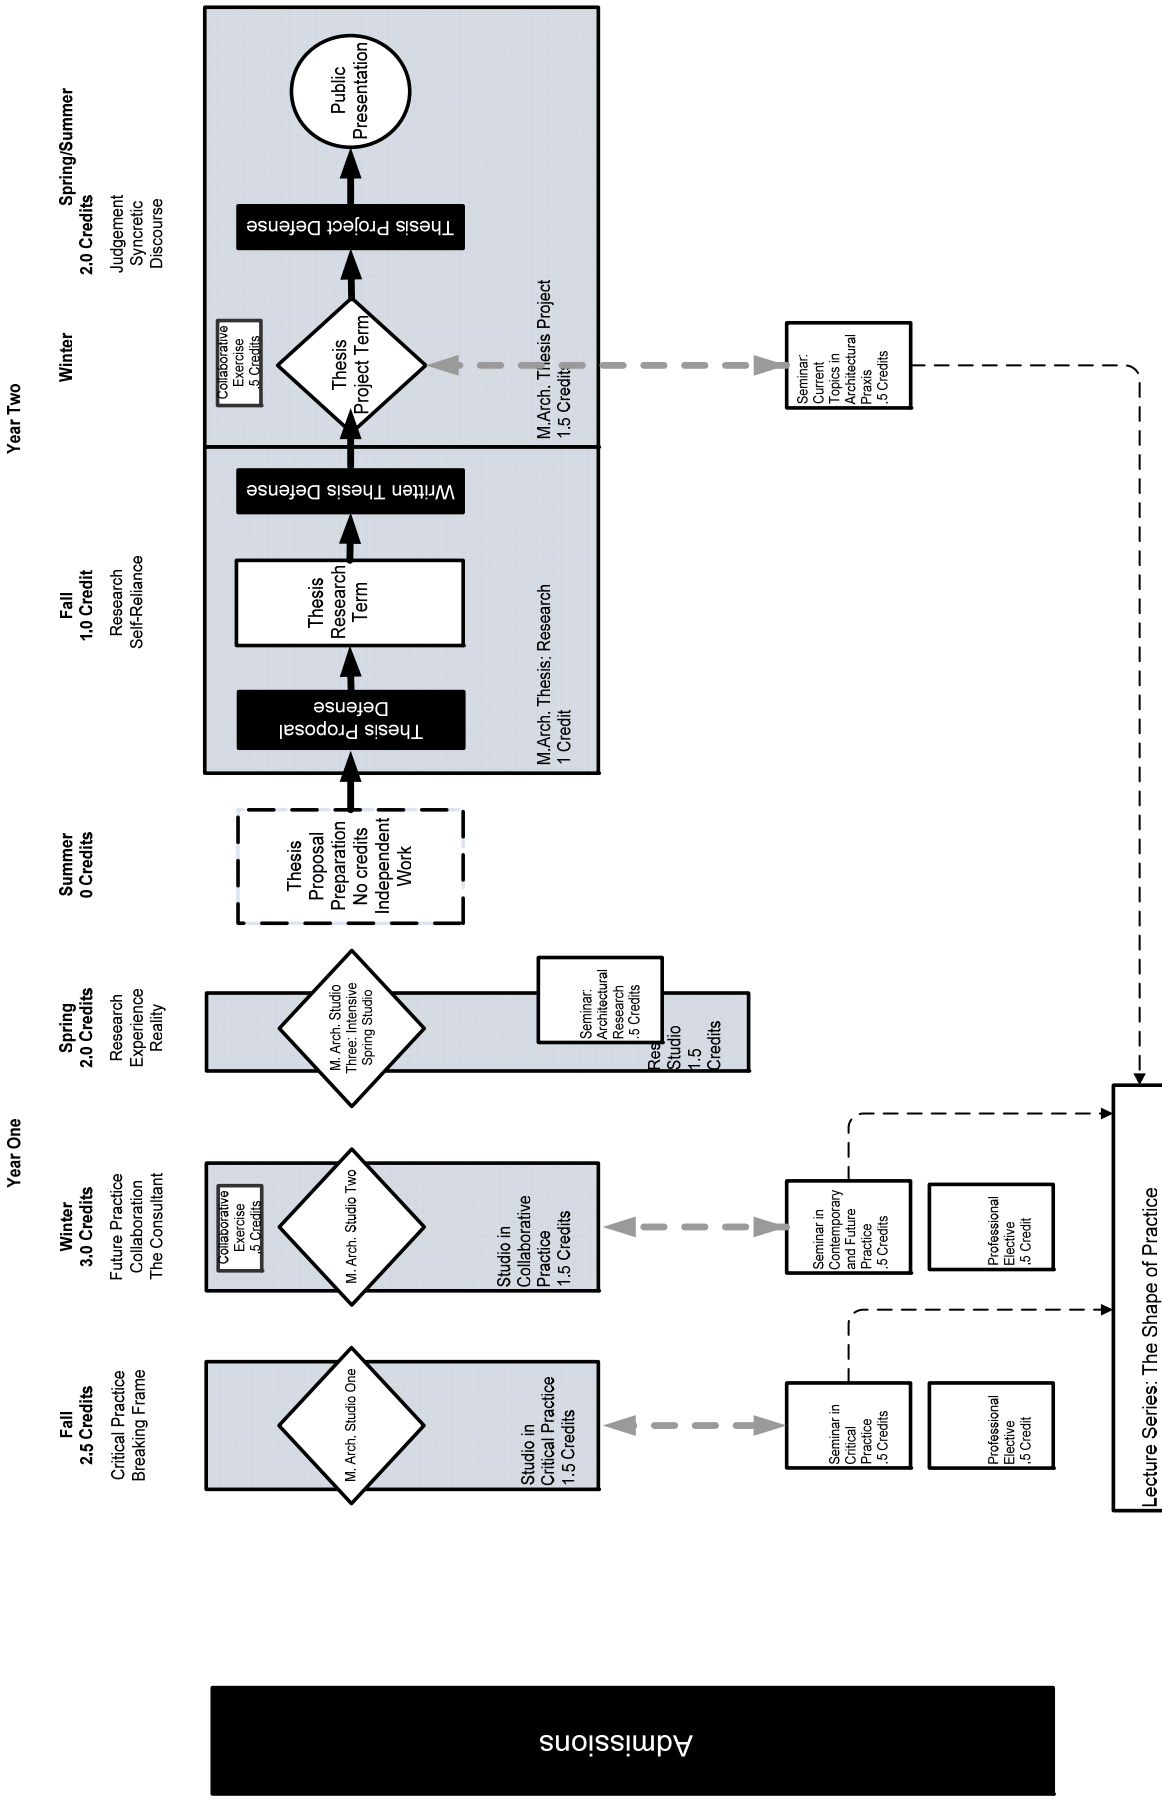 Year One
Year Two
Fall
2.5 Credits
Critical Practice
Breaking Frame
Winter
3.0 Credits
Future Practice
Collaboration
The Consultant
Spring
2.0 Credits
Research
Experience
Reality
Summer
0 Credits
Fall
1.0 Credit
Research
Self-Reliance
Winter
Spring/Summer
2.0 Credits
Judgement
Syncretic
Discourse
Admissions
M. Arch. Studio One
Studio in
Critical Practice
1.5 Credits
Seminar in
Critical
Practice
.5 Credits
Professional
Elective
.5 Credit
Collaborative
Exercise
.5 Credits
M. Arch. Studio Two
Studio in
Collaborative
Practice
1.5 Credits
Seminar in
Contemporary
and Future
Practice
.5 Credits
Professional
Elective
.5 Credit
M. Arch. Studio
Three: Intensive
Spring Studio
Seminar:
Architectural
Research
.5 Credits
Studio
1.5
Credits
Thesis
Proposal
Preparation
No credits
Independent
Work
Thesis Proposal
Defense
Thesis
Research
Term
Written Thesis Defense
M.Arch. Thesis: Research
1 Credit
Collaborative
Exercise
.5 Credits
Thesis
Project Term
Thesis Project Defense
Public
Presentation
M.Arch. Thesis Project
1.5 Credits
Seminar:
Current
Topics in
Architectural
Praxis
.5 Credits
Lecture Series: The Shape of Practice